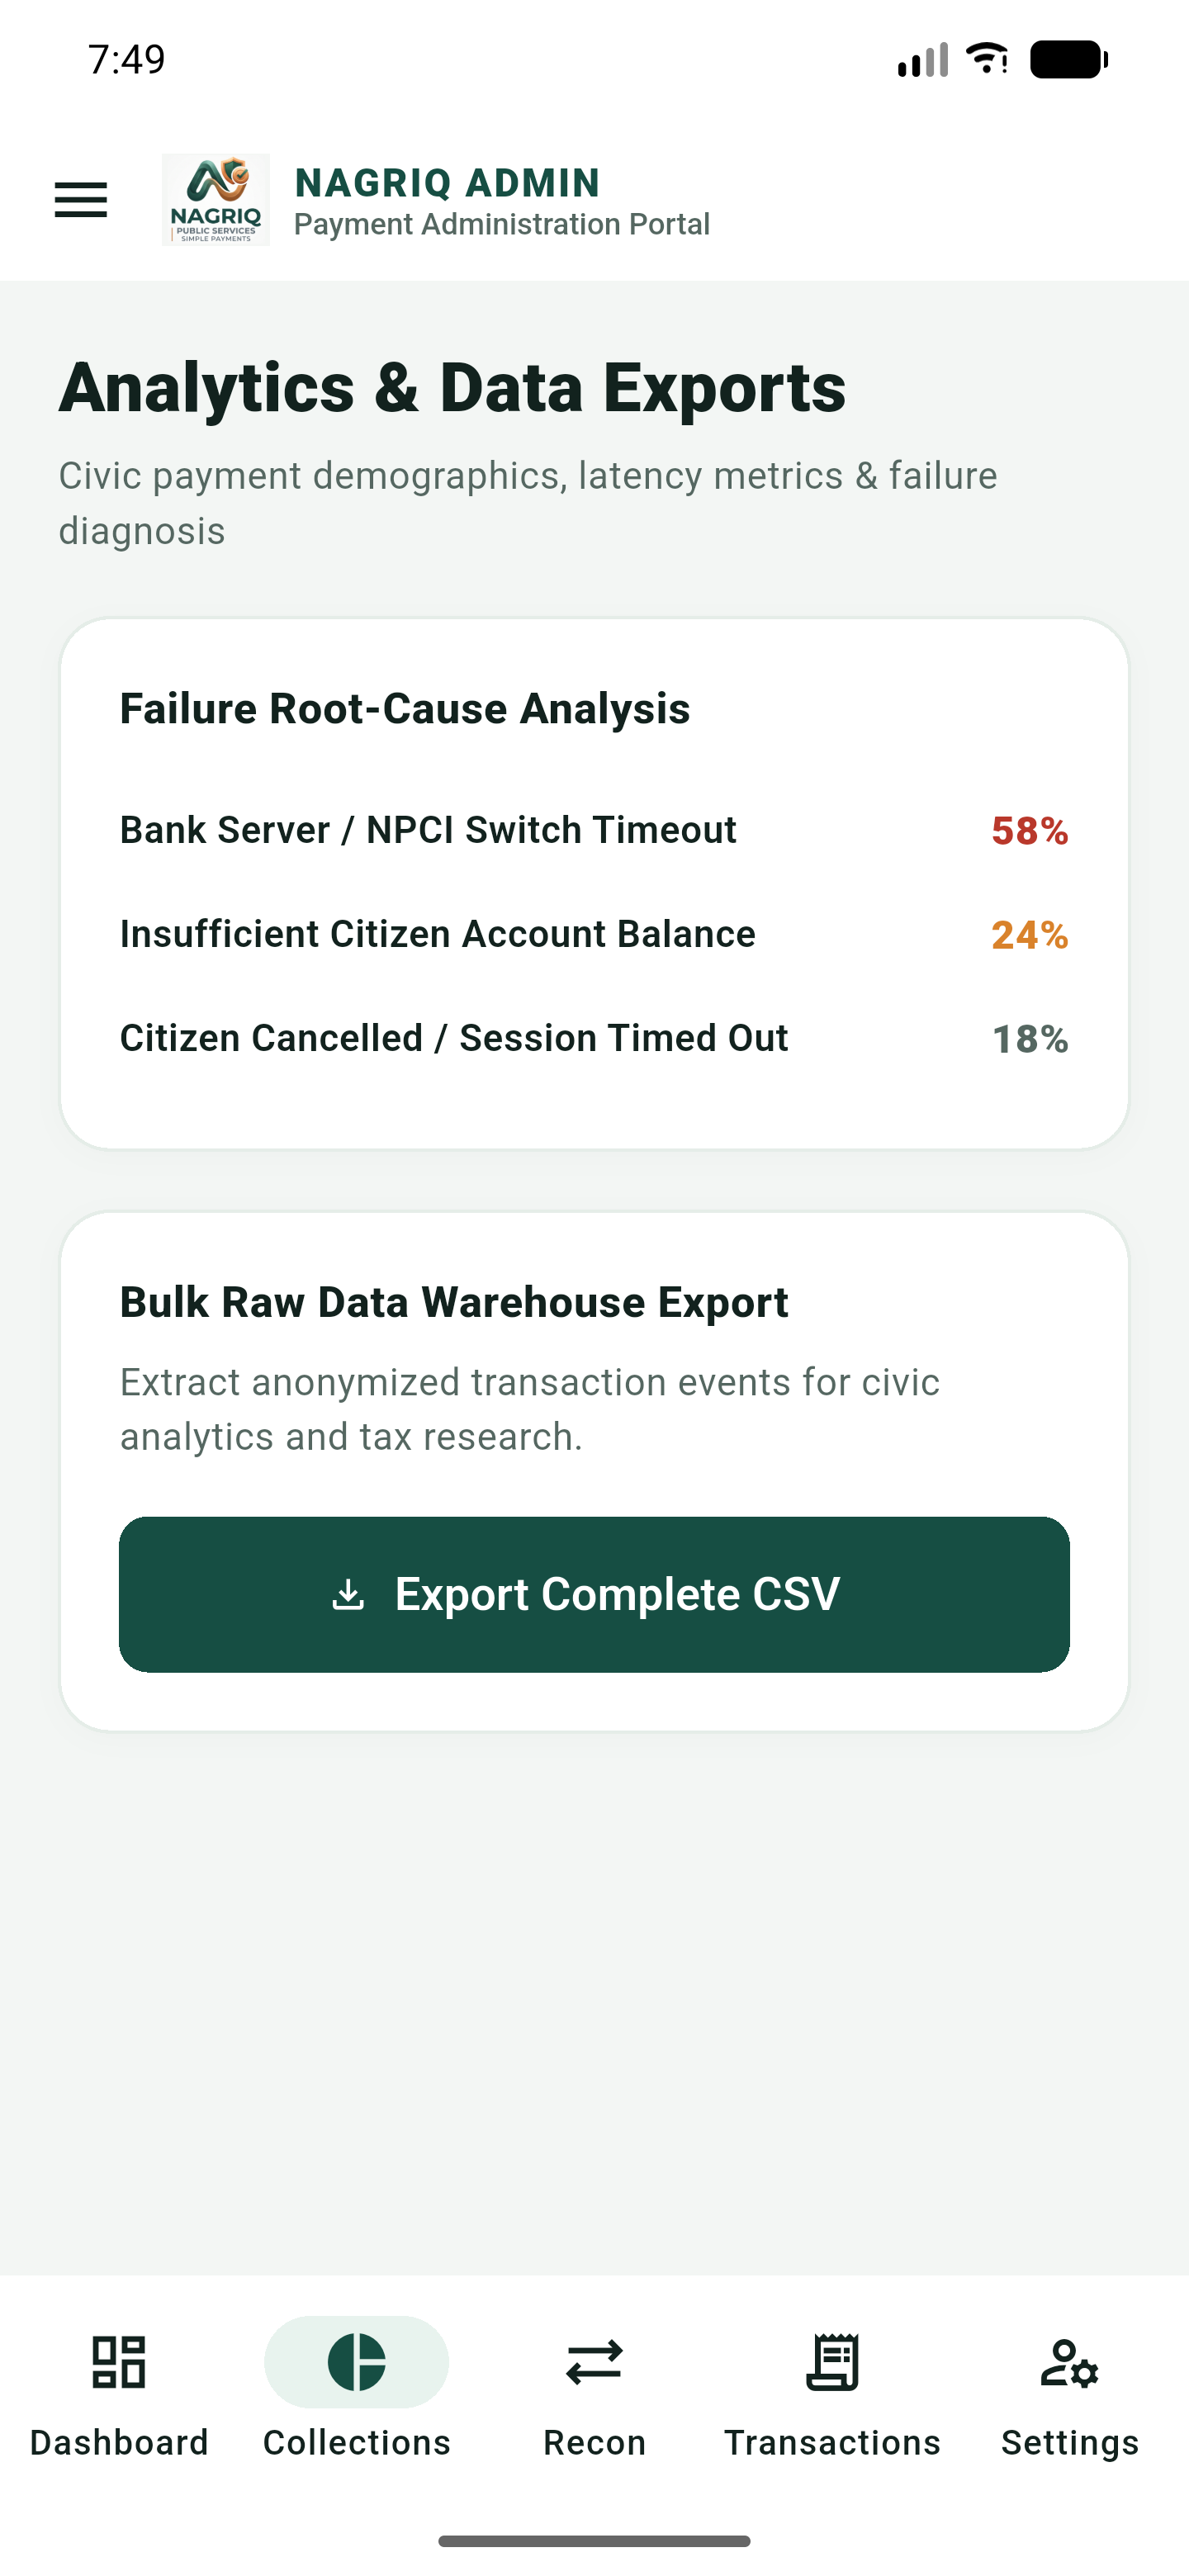 7:49
NAGRIQ
PUBLIC SERVICES
SIMPLE PAYMENTS
NAGRIQ ADMIN
Payment Administration Portal
Analytics & Data Exports
Civic payment demographics, latency metrics & failure
diagnosis
Failure Root-Cause Analysis
Bank Server / NPCI Switch Timeout 58%
Insufficient Citizen Account Balance 24%
Citizen Cancelled / Session Timed Out 18%
Bulk Raw Data Warehouse Export
Extract anonymized transaction events for civic
analytics and tax research.
Export Complete CSV
Dashboard Collections Recon Transactions Settings